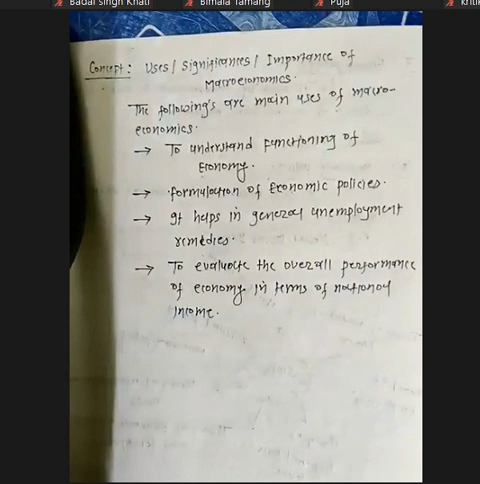 Badal singh Khati
Bimala Tamang
Puja
kriti
Concept: Uses/ Significances/ Importance of
Macroeconomics.
The following's are main uses of macro-
economics.
→ To understand Functioning of
Economy.
→ formulation of Economic policies.
→ It helps in general unemployment
remedies.
→ To evaluate the overall performance
of economy in terms of national
income.